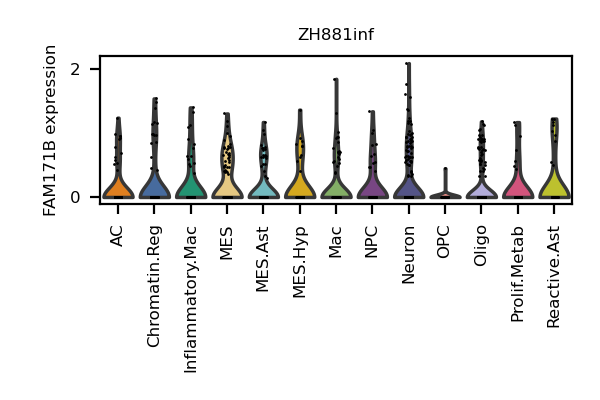 ZH881inf
FAM171B expression
2
0
AC
Chromatin.Reg
Inflammatory.Mac
MES
MES.Ast
MES.Hyp
Mac
NPC
Neuron
OPC
Oligo
Prolif.Metab
Reactive.Ast